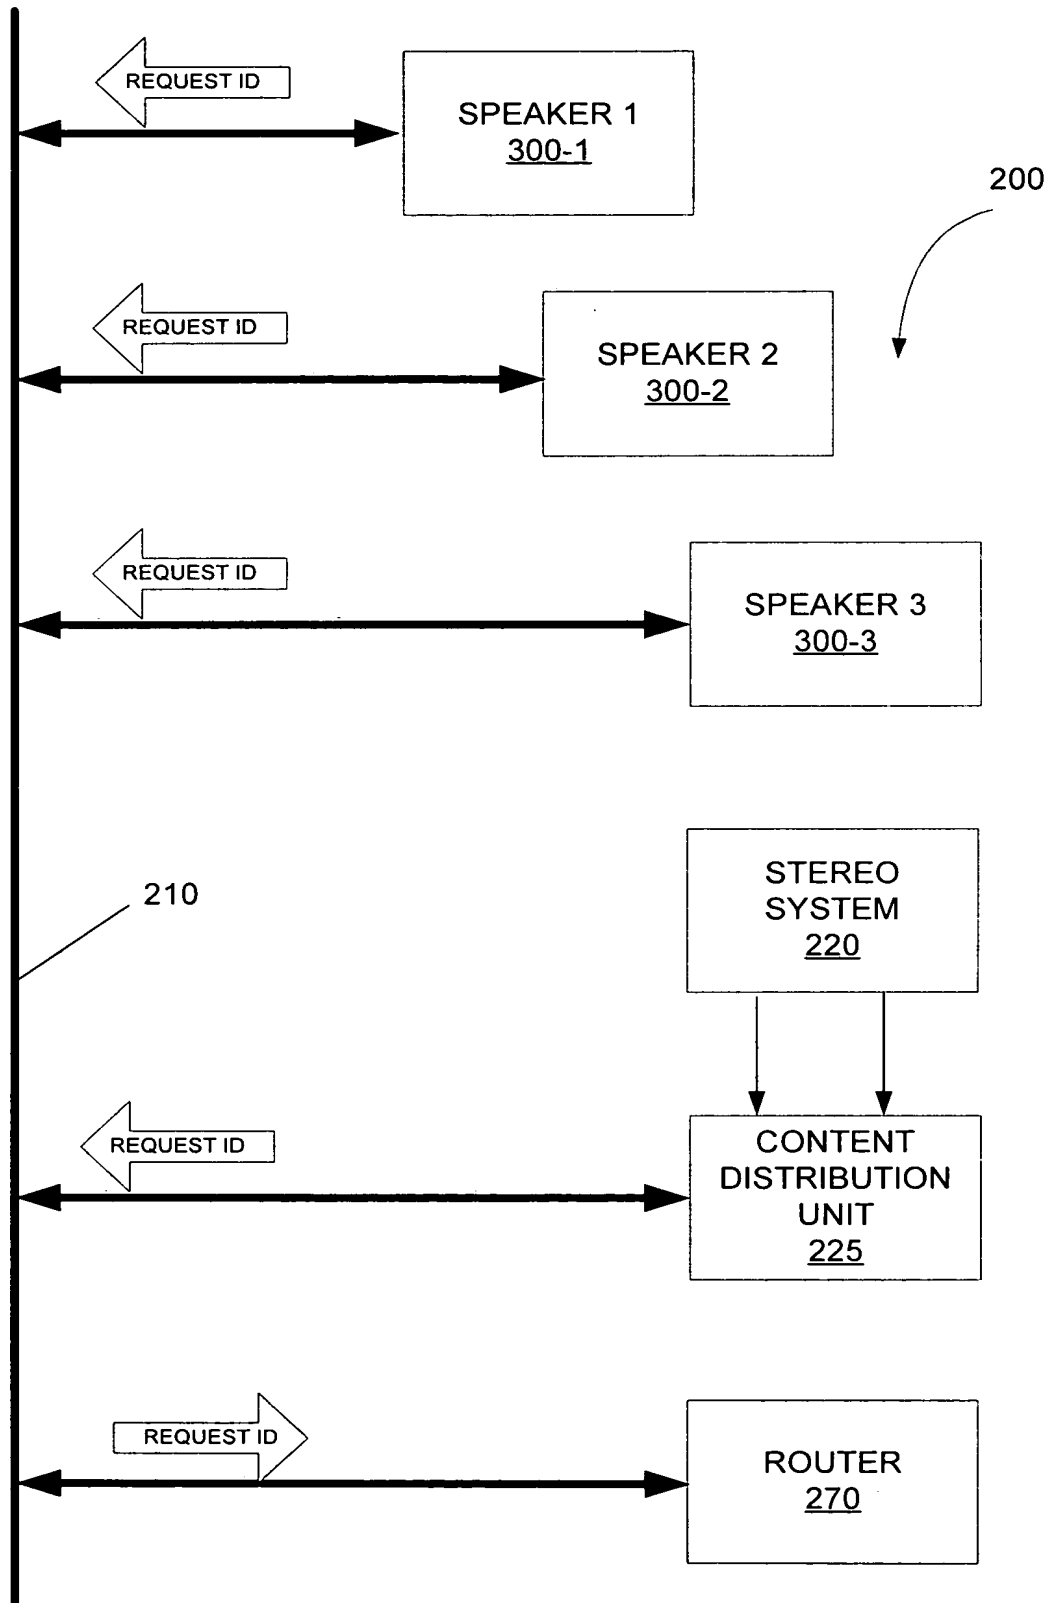 REQUEST ID
SPEAKER 1
300-1
200
REQUEST ID
SPEAKER 2
300-2
REQUEST ID
SPEAKER 3
300-3
210
STEREO
SYSTEM
220
REQUEST ID
CONTENT
DISTRIBUTION
UNIT
225
REQUEST ID
ROUTER
270